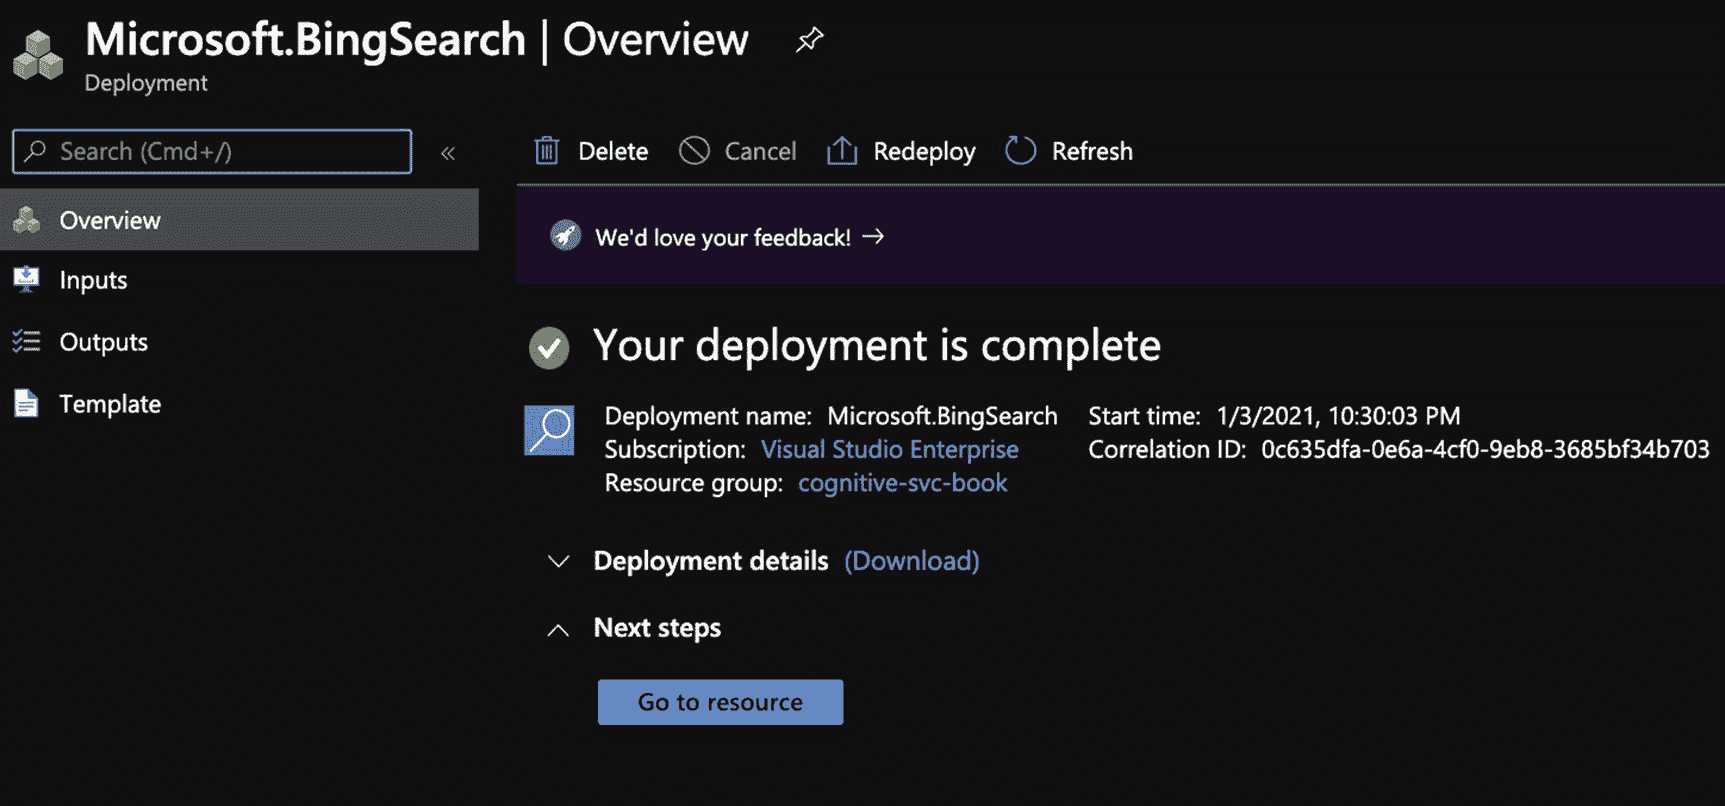 Microsoft.BingSearch | Overview
Deployment
Search (Cmd+/)
«
Overview
Inputs
Outputs
Template
Delete
Cancel
Redeploy
Refresh
We'd love your feedback! →
Your deployment is complete
Deployment name: Microsoft.BingSearch
Subscription: Visual Studio Enterprise
Resource group: cognitive-svc-book
Start time: 1/3/2021, 10:30:03 PM
Correlation ID: 0c635dfa-0e6a-4cf0-9eb8-3685bf34b703
Deployment details (Download)
Next steps
Go to resource